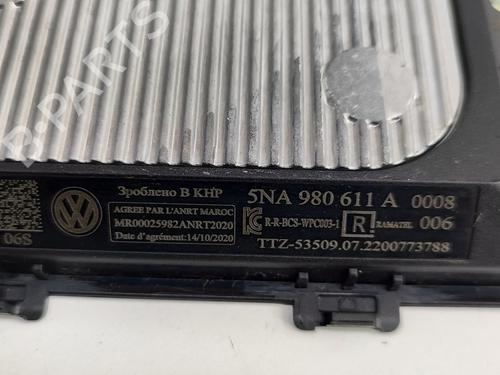 B-PARTS
Зроблено В КНР
AGREE PAR L'ANRT MAROC
MR00025982ANRT2020
Date d'agrément:14/10/2020
06S
5NA 980 611 A 0008
R-R-BCS-WPC003-1 R RAMATEL 006
TTZ-53509.07.2200773788